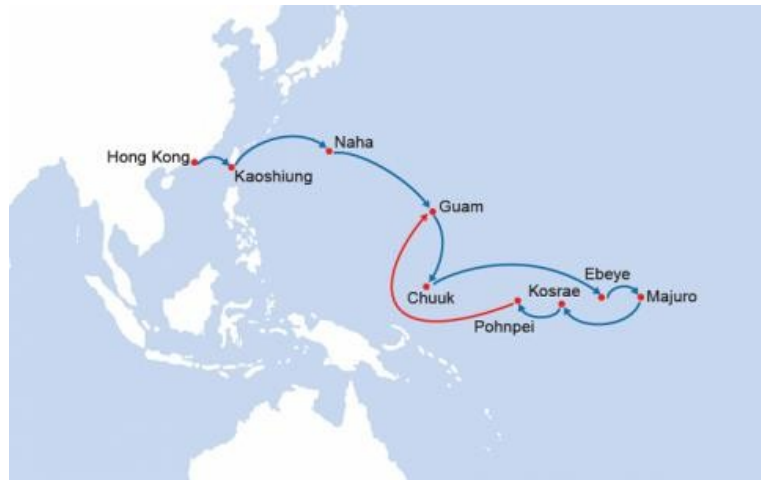 Hong Kong
Kaoshiung
Naha
Guam
Chuuk
Ebeye
Majuro
Kosrae
Pohnpei